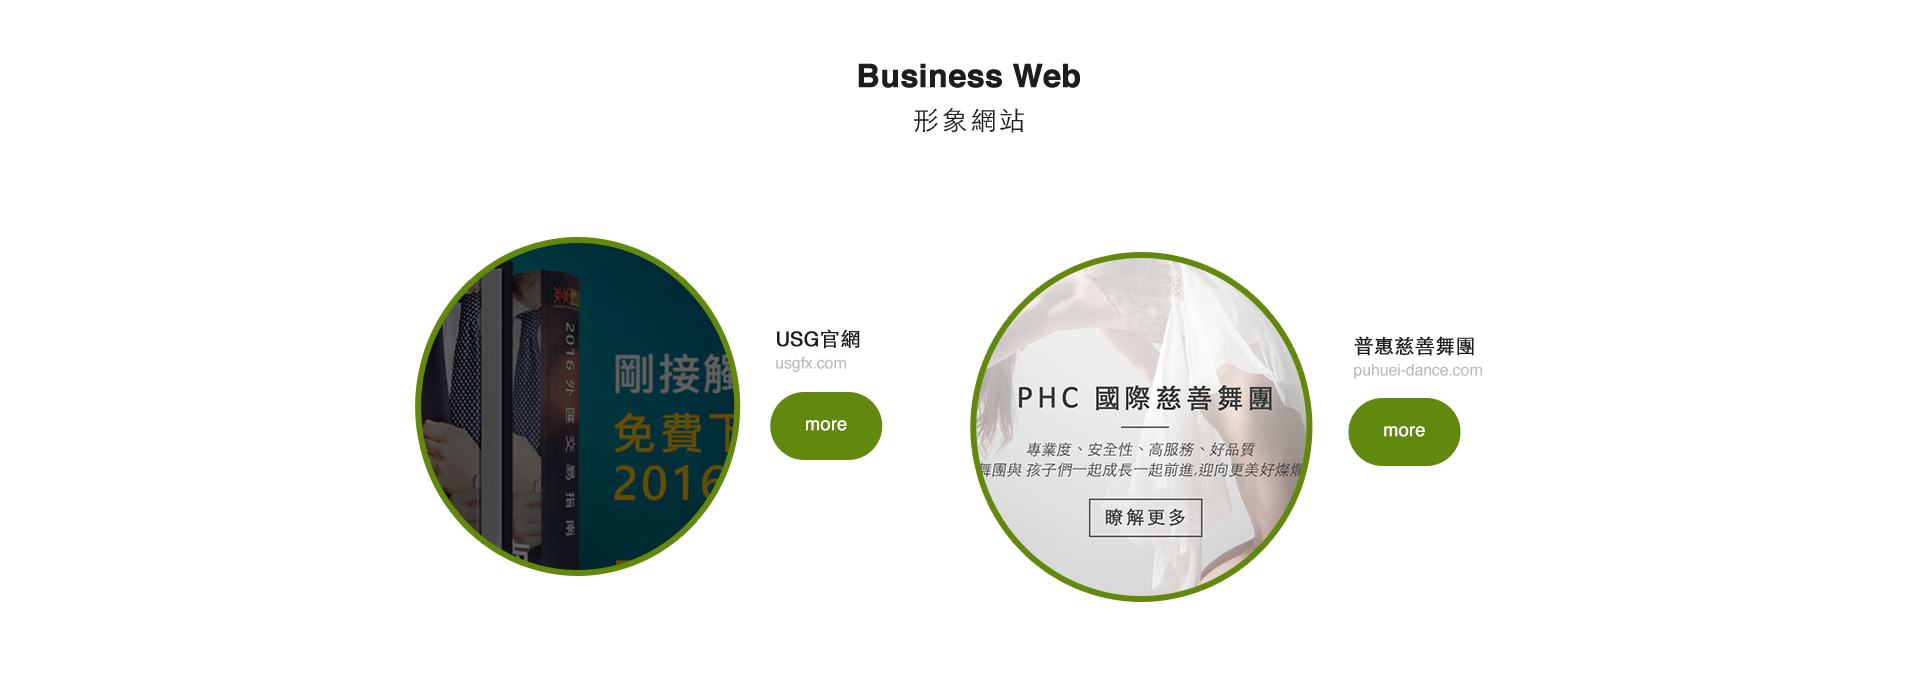 Business Web
形象網站
2016 外匯交易指南
剛接觸
免費下
2016
USG官網
usgfx.com
more
PHC 國際慈善舞團
專業度、安全性、高服務、好品質
舞團與 孩子們一起成長一起前進,迎向更美好燦爛
瞭解更多
普惠慈善舞團
puhuei-dance.com
more